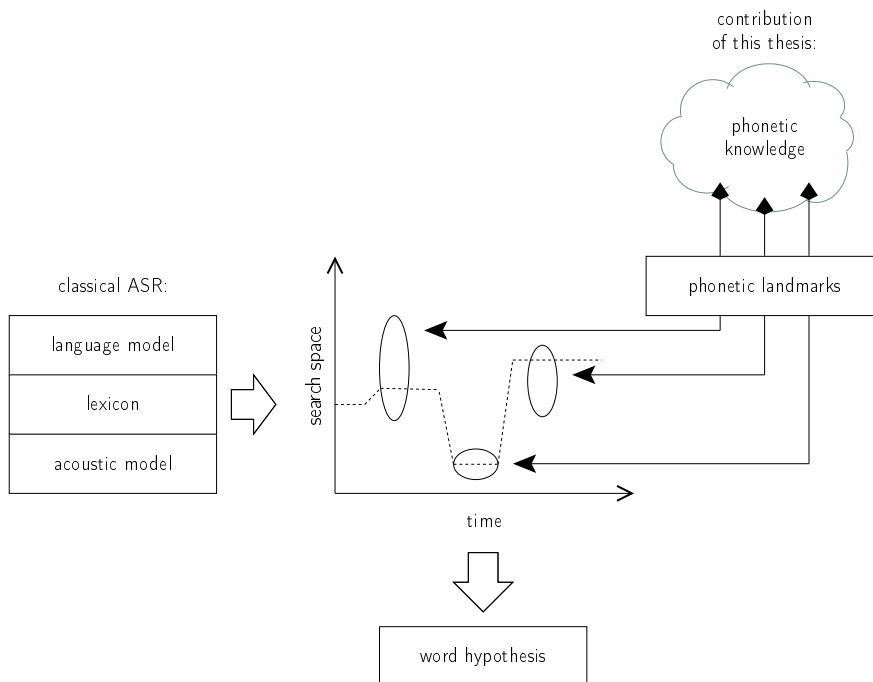 contribution
of this thesis:
phonetic
knowledge
phonetic landmarks
classical ASR:
language model
lexicon
acoustic model
search space
time
word hypothesis